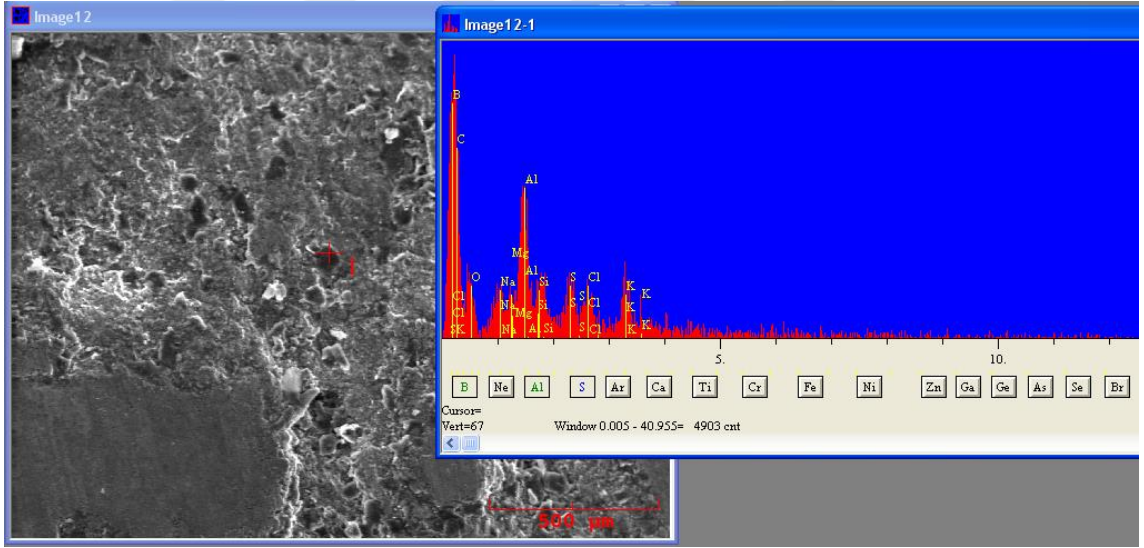 Image12
Image12-1
B
C
Al
Mg
O
Na
Al
Si
S
Cl
K
K
Cl
Na
Si
S
S
Cl
K
Cl
Mg
K
SK
Na
A
Si
S
Cl
K
K
5.
10.
B Ne Al S Ar Ca Ti Cr Fe Ni Zn Ga Ge As Se Br
Cursor=
Vert=67 Window 0.005 - 40.955= 4903 cnt
1
500 µm